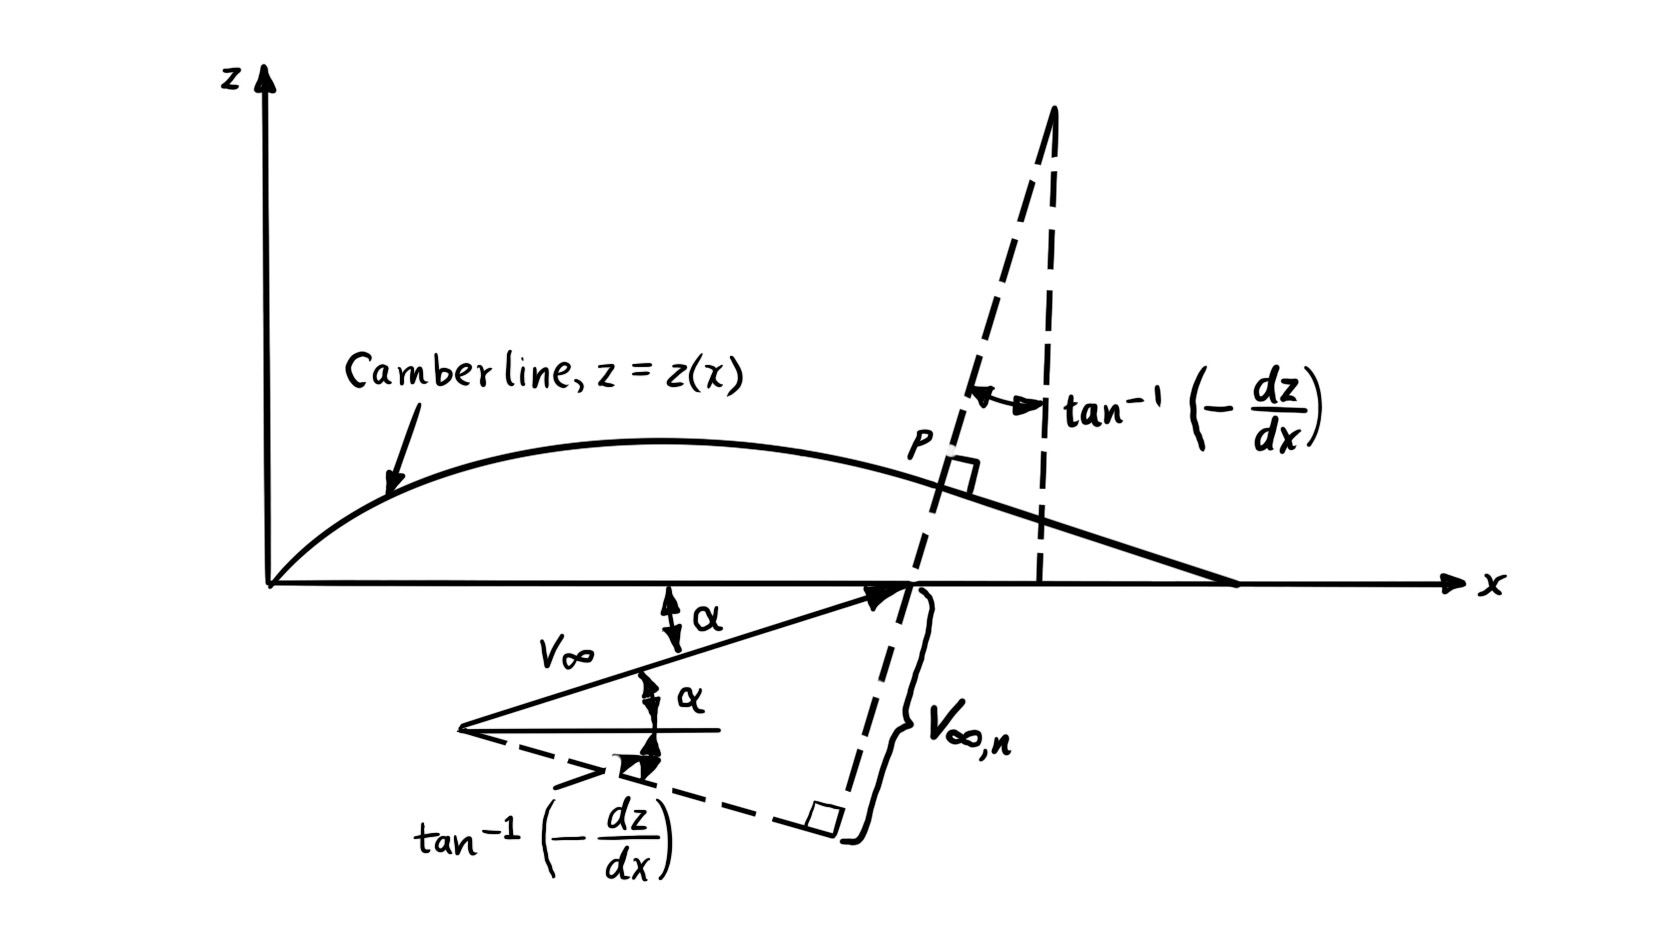 z
Camber line, z = z(x)
P
tan⁻¹ (− dz/dx)
x
α
V∞
α
V∞,n
tan⁻¹ (− dz/dx)